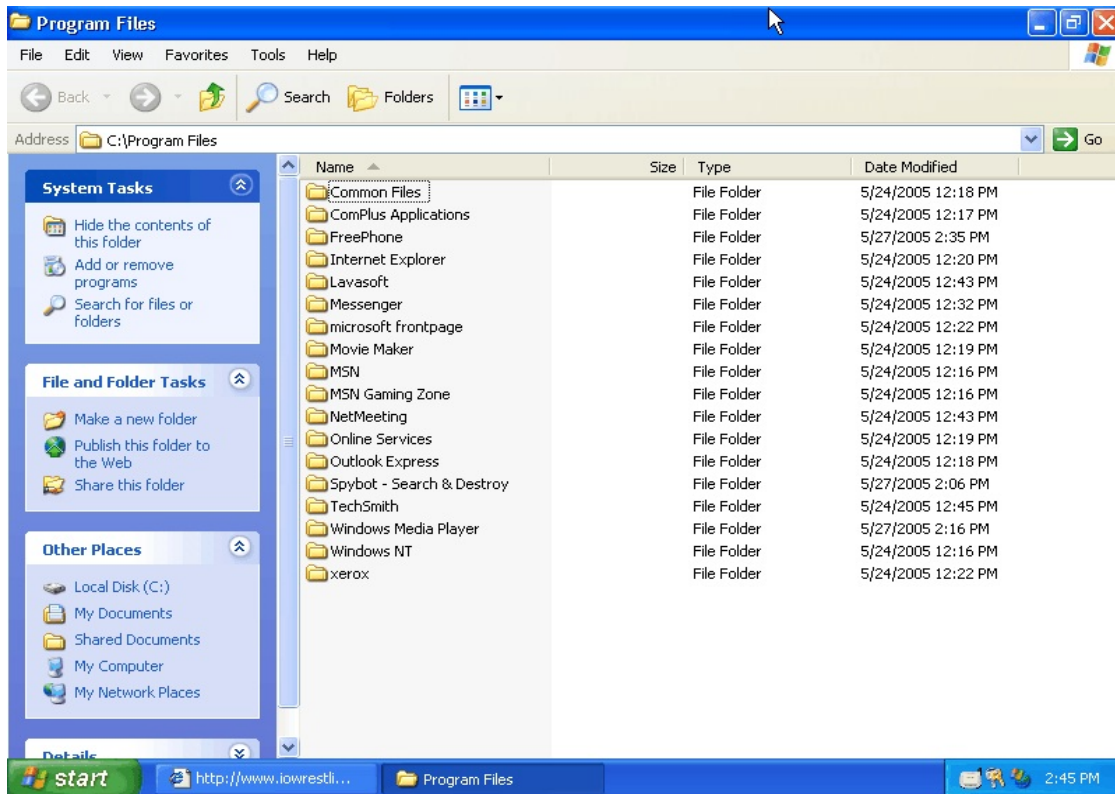 Program Files
File Edit View Favorites Tools Help
Back Search Folders
Address C:\Program Files Go
System Tasks
Hide the contents of
this folder
Add or remove
programs
Search for files or
folders
File and Folder Tasks
Make a new folder
Publish this folder to
the Web
Share this folder
Other Places
Local Disk (C:)
My Documents
Shared Documents
My Computer
My Network Places
Details
Name Size Type Date Modified
Common Files File Folder 5/24/2005 12:18 PM
ComPlus Applications File Folder 5/24/2005 12:17 PM
FreePhone File Folder 5/27/2005 2:35 PM
Internet Explorer File Folder 5/24/2005 12:20 PM
Lavasoft File Folder 5/24/2005 12:43 PM
Messenger File Folder 5/24/2005 12:32 PM
microsoft frontpage File Folder 5/24/2005 12:22 PM
Movie Maker File Folder 5/24/2005 12:19 PM
MSN File Folder 5/24/2005 12:16 PM
MSN Gaming Zone File Folder 5/24/2005 12:16 PM
NetMeeting File Folder 5/24/2005 12:43 PM
Online Services File Folder 5/24/2005 12:19 PM
Outlook Express File Folder 5/24/2005 12:18 PM
Spybot - Search & Destroy File Folder 5/27/2005 2:06 PM
TechSmith File Folder 5/24/2005 12:45 PM
Windows Media Player File Folder 5/27/2005 2:16 PM
Windows NT File Folder 5/24/2005 12:16 PM
xerox File Folder 5/24/2005 12:22 PM
start http://www.iowrestli... Program Files 2:45 PM